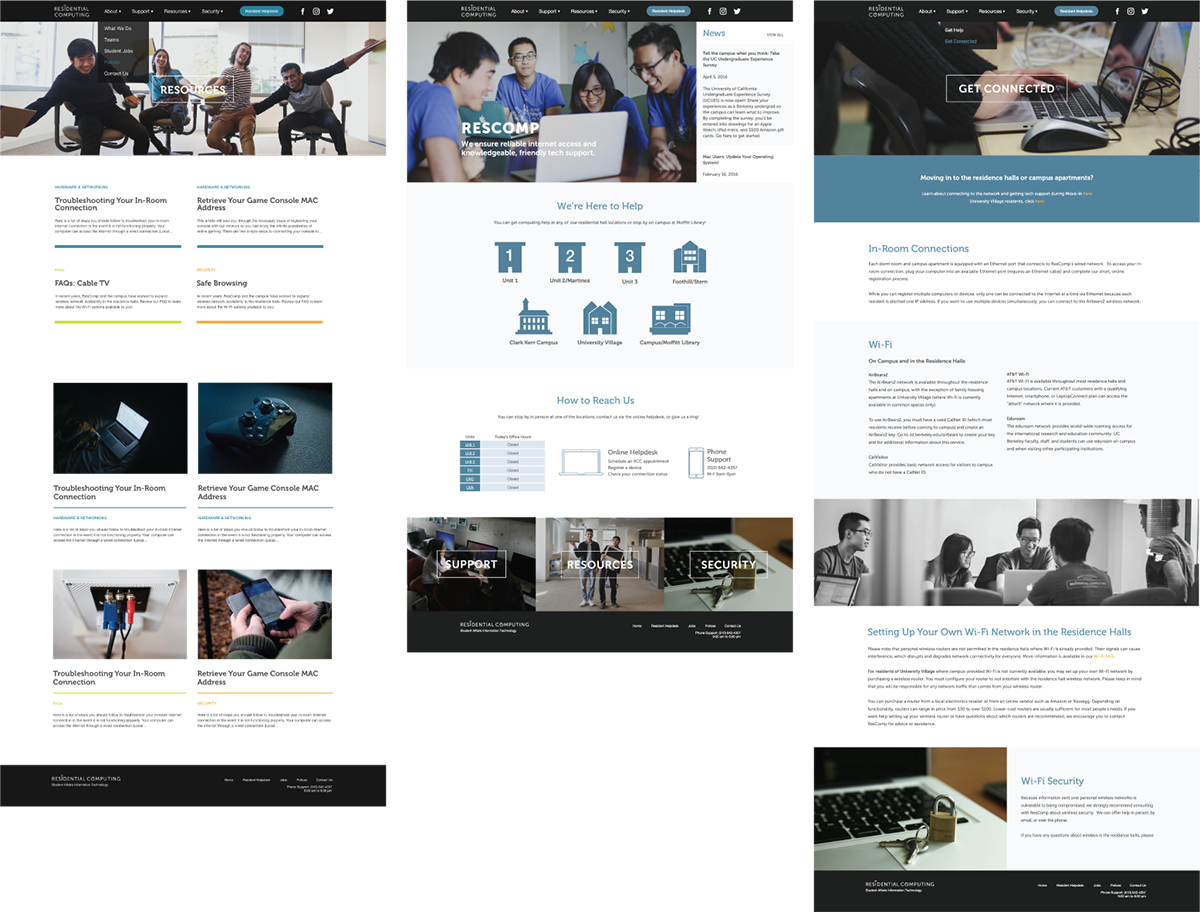 RESIDENTIAL
COMPUTING
About ▾ Support ▾ Resources ▾ Security ▾ Resident Helpdesk
What We Do
Teams
Student Jobs
Policies
Contact Us
RESOURCES
HARDWARE & NETWORKING
Troubleshooting Your In-Room
Connection
Here is a list of steps you should follow to troubleshoot your in-room
internet connection in the event it is not functioning properly. Your
computer can access the internet through a wired connection (Local...
HARDWARE & NETWORKING
Retrieve Your Game Console MAC
Address
This article will take you through the necessary steps of registering your
console with our network so you can enjoy the infinite possibilities of
online gaming. There are few simple steps to connecting your console to...
FAQs
FAQs: Cable TV
In recent years, ResComp and the campus have worked to expand
wireless network availability in the residence halls. Review our FAQ to learn
more about the Wi-Fi options available to you!
SECURITY
Safe Browsing
In recent years, ResComp and the campus have worked to expand
wireless network availability in the residence halls. Review our FAQ to learn
more about the Wi-Fi options available to you!
Troubleshooting Your In-Room
Connection
HARDWARE & NETWORKING
Here is a list of steps you should follow to troubleshoot your in-room internet
connection in the event it is not functioning properly. Your computer can access
the internet through a wired connection (Local...
Retrieve Your Game Console MAC
Address
HARDWARE & NETWORKING
Here is a list of steps you should follow to troubleshoot your in-room internet
connection in the event it is not functioning properly. Your computer can access
the internet through a wired connection (Local...
Troubleshooting Your In-Room
Connection
FAQs
Here is a list of steps you should follow to troubleshoot your in-room internet
connection in the event it is not functioning properly. Your computer can access
the internet through a wired connection (Local...
Retrieve Your Game Console MAC
Address
SECURITY
Here is a list of steps you should follow to troubleshoot your in-room internet
connection in the event it is not functioning properly. Your computer can access
the internet through a wired connection (Local...
RESIDENTIAL COMPUTING
Student Affairs Information Technology
Home Resident Helpdesk Jobs Policies Contact Us
Phone Support: (510) 642-4357
9:00 am to 6:00 pm
RESIDENTIAL
COMPUTING
About ▾ Support ▾ Resources ▾ Security ▾ Resident Helpdesk
RESCOMP
We ensure reliable internet access and
knowledgeable, friendly tech support.
News VIEW ALL
Tell the campus what you think: Take
the UC Undergraduate Experience
Survey
April 5, 2016
The University of California
Undergraduate Experience Survey
(UCUES) is now open! Share your
experiences as a Berkeley undergrad so
the campus can learn what to improve.
By completing the survey, you'll be
entered into drawings for an Apple
Watch, iPad minis, and $500 Amazon gift
cards. Go here to get started
Mac Users: Update Your Operating
System!
February 16, 2016
We're Here to Help
You can get computing help at any of our residential hall locations or stop by on campus at Moffitt Library!
1 2 3
Unit 1 Unit 2/Martinez Unit 3 Foothill/Stern
Clark Kerr Campus University Village Campus/Moffitt Library
How to Reach Us
You can stop by in person at one of the locations, contact us via the online helpdesk, or give us a ring!
Units Today's Office Hours
Unit 1 Closed
Unit 2 Closed
Unit 3 Closed
FH Closed
CKC Closed
UVA Closed
Online Helpdesk
Schedule an RCC appointment
Register a device
Check your connection status
Phone
Support
(510) 642-4357
M-F 9am-6pm
SUPPORT
RESOURCES
SECURITY
RESIDENTIAL COMPUTING
Student Affairs Information Technology
Home Resident Helpdesk Jobs Policies Contact Us
Phone Support: (510) 642-4357
9:00 am to 6:00 pm
RESIDENTIAL
COMPUTING
About ▾ Support ▾ Resources ▾ Security ▾ Resident Helpdesk
Get Help
Get Connected
GET CONNECTED
Moving in to the residence halls or campus apartments?
Learn about connecting to the network and getting tech support during Move-In here
University Village residents, click here.
In-Room Connections
Each dorm room and campus apartment is equipped with an Ethernet port that connects to ResComp's wired network. To access your in-
room connection, plug your computer into an available Ethernet port (requires an Ethernet cable) and complete our short, online
registration process.
While you can register multiple computers or devices, only one can be connected to the Internet at a time via Ethernet because each
resident is allotted one IP address. If you want to use multiple devices simultaneously, you can connect to the AirBears2 wireless network.
Wi-Fi
On Campus and in the Residence Halls
AirBears2
The AirBears2 network is available throughout the residence
halls and on campus, with the exception of family housing
apartments at University Village (where Wi-Fi is currently
available in common spaces only).
To use AirBears2, you must have a valid CalNet ID (which most
residents receive before coming to campus) and create an
AirBears2 key. Go to ist.berkeley.edu/airbears to create your key
and for additional information about this service.
CalVisitor
CalVisitor provides basic network access for visitors to campus
who do not have a CalNet ID.
AT&T Wi-Fi
AT&T Wi-Fi is available throughout most residence halls and
campus locations. Current AT&T customers with a qualifying
Internet, smartphone, or LaptopConnect plan can access the
"attwifi" network where it is provided.
Eduroam
The eduroam network provides world-wide roaming access for
the international research and education community. UC
Berkeley faculty, staff, and students can use eduroam on campus
and when visiting other participating institutions.
Setting Up Your Own Wi-Fi Network in the Residence Halls
Please note that personal wireless routers are not permitted in the residence halls where Wi-Fi is already provided. Their signals can cause
interference, which disrupts and degrades network connectivity for everyone. More information is available in our Wi-Fi FAQ.
For residents of University Village where campus provided Wi-Fi is not currently available, you may set up your own Wi-Fi network by
purchasing a wireless router. You must configure your router to not interfere with the residence hall wireless network. Please keep in mind
that you will be responsible for any network traffic that comes from your wireless router.
You can purchase a router from a local electronics retailer or from an online vendor such as Amazon or Newegg. Depending on
functionality, routers can range in price from $30 to over $100. Lower-cost routers are usually sufficient for most people's needs. If you
want help setting up your wireless router or have questions about which routers are recommended, we encourage you to contact
ResComp for advice or assistance.
Wi-Fi Security
Because information sent over personal wireless networks is
vulnerable to being compromised, we strongly recommend consulting
with ResComp about wireless security. We can offer help in person, by
email, or over the phone.
If you have any questions about wireless in the residence halls, please
RESIDENTIAL COMPUTING
Student Affairs Information Technology
Home Resident Helpdesk Jobs Policies Contact Us
Phone Support: (510) 642-4357
9:00 am to 6:00 pm